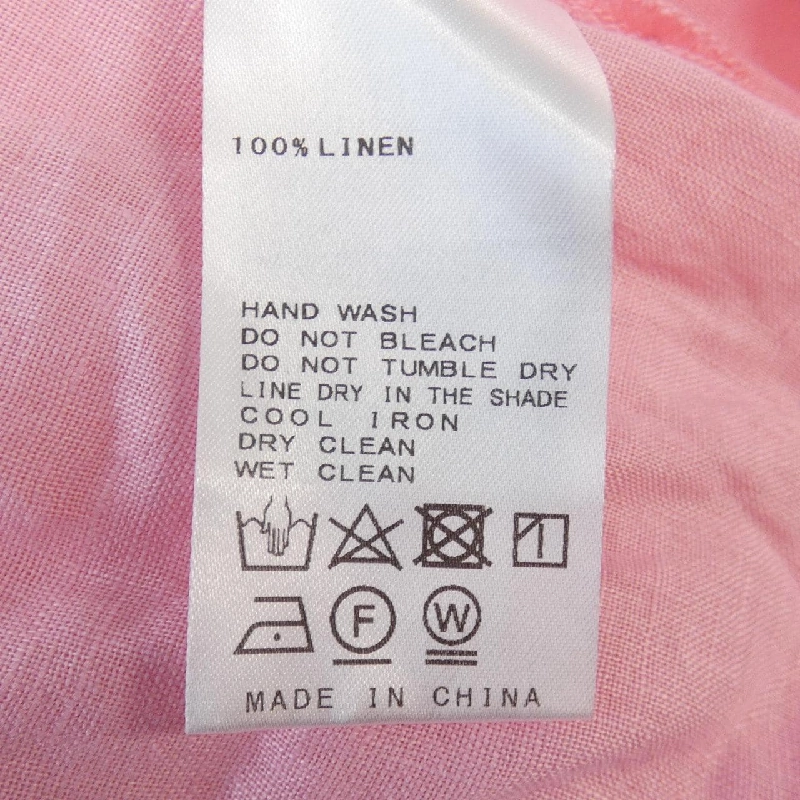 100% LINEN
HAND WASH
DO NOT BLEACH
DO NOT TUMBLE DRY
LINE DRY IN THE SHADE
COOL IRON
DRY CLEAN
WET CLEAN
F W
MADE IN CHINA